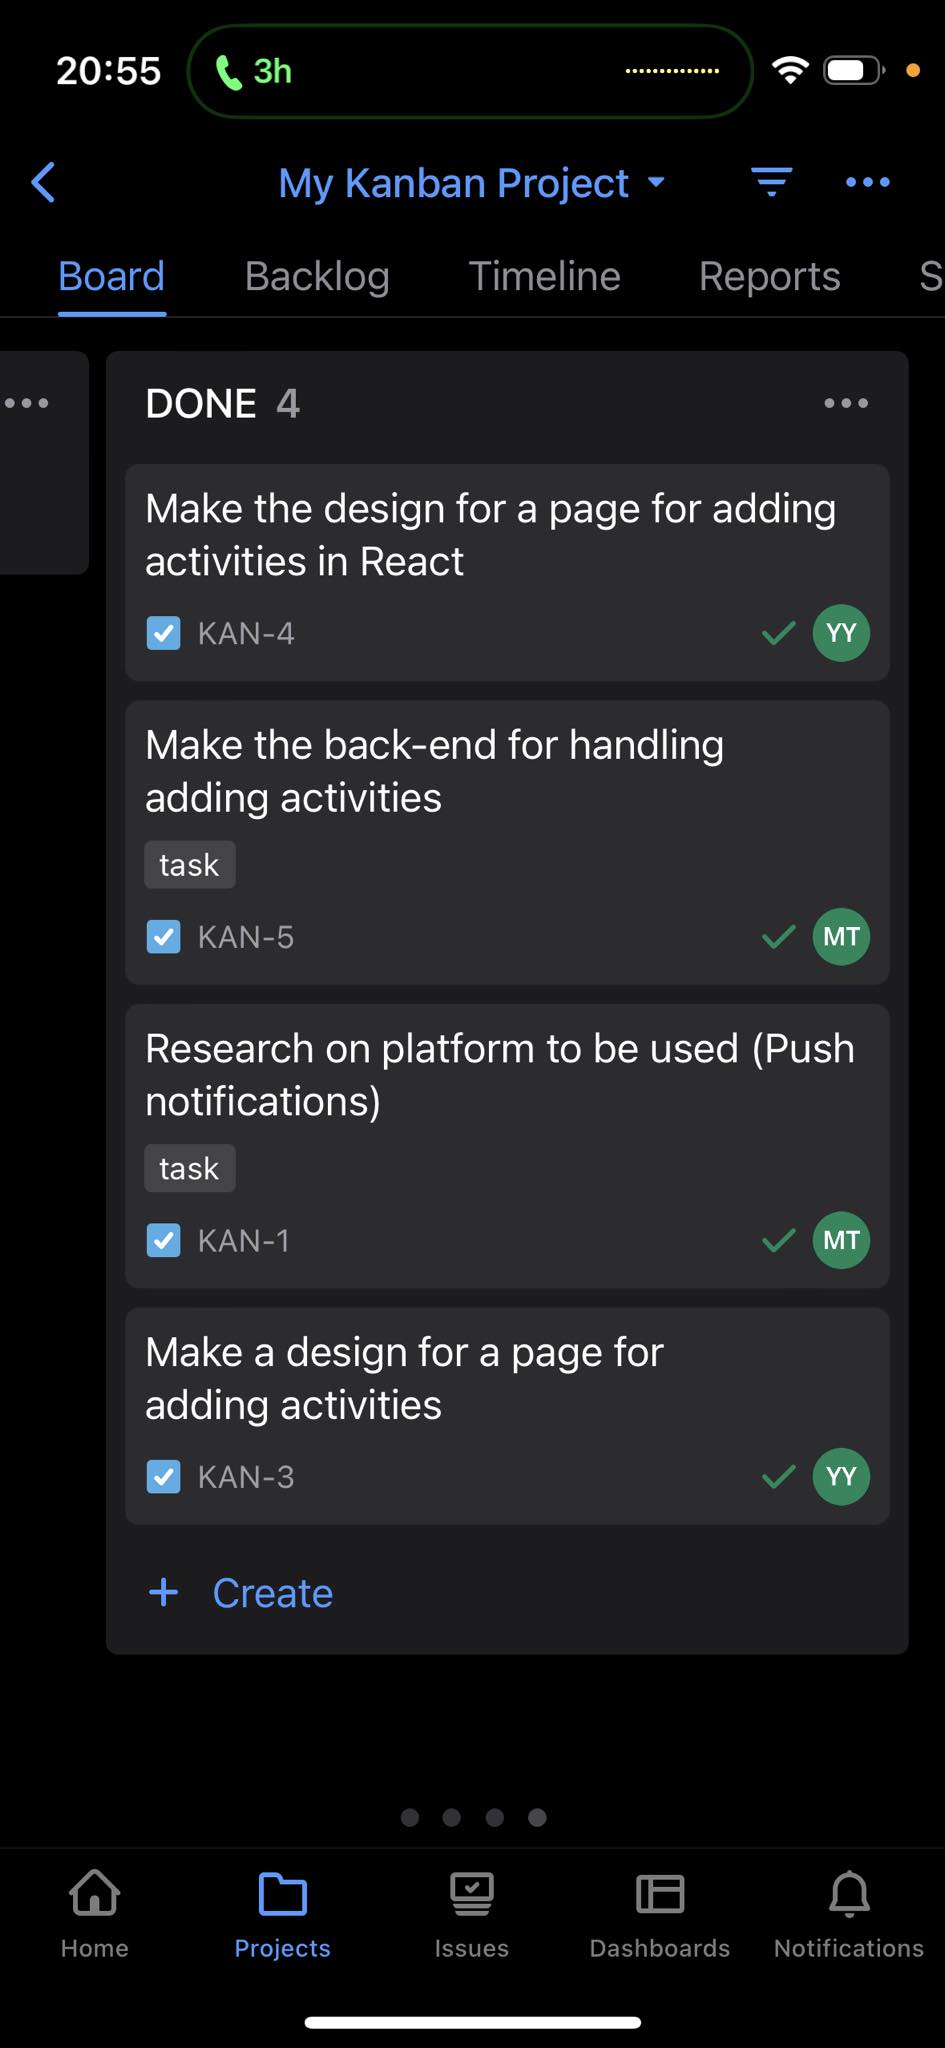 20:55
3h
My Kanban Project
Board Backlog Timeline Reports S
DONE 4
Make the design for a page for adding
activities in React
KAN-4
YY
Make the back-end for handling
adding activities
task
KAN-5
MT
Research on platform to be used (Push
notifications)
task
KAN-1
MT
Make a design for a page for
adding activities
KAN-3
YY
+ Create
Home Projects Issues Dashboards Notifications